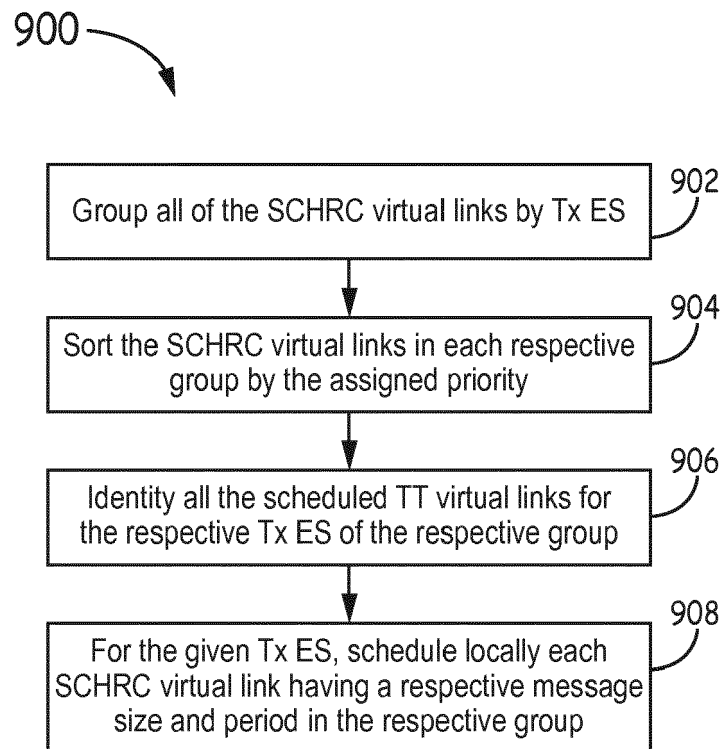 900
902
Group all of the SCHRC virtual links by Tx ES
904
Sort the SCHRC virtual links in each respective
group by the assigned priority
906
Identity all the scheduled TT virtual links for
the respective Tx ES of the respective group
908
For the given Tx ES, schedule locally each
SCHRC virtual link having a respective message
size and period in the respective group